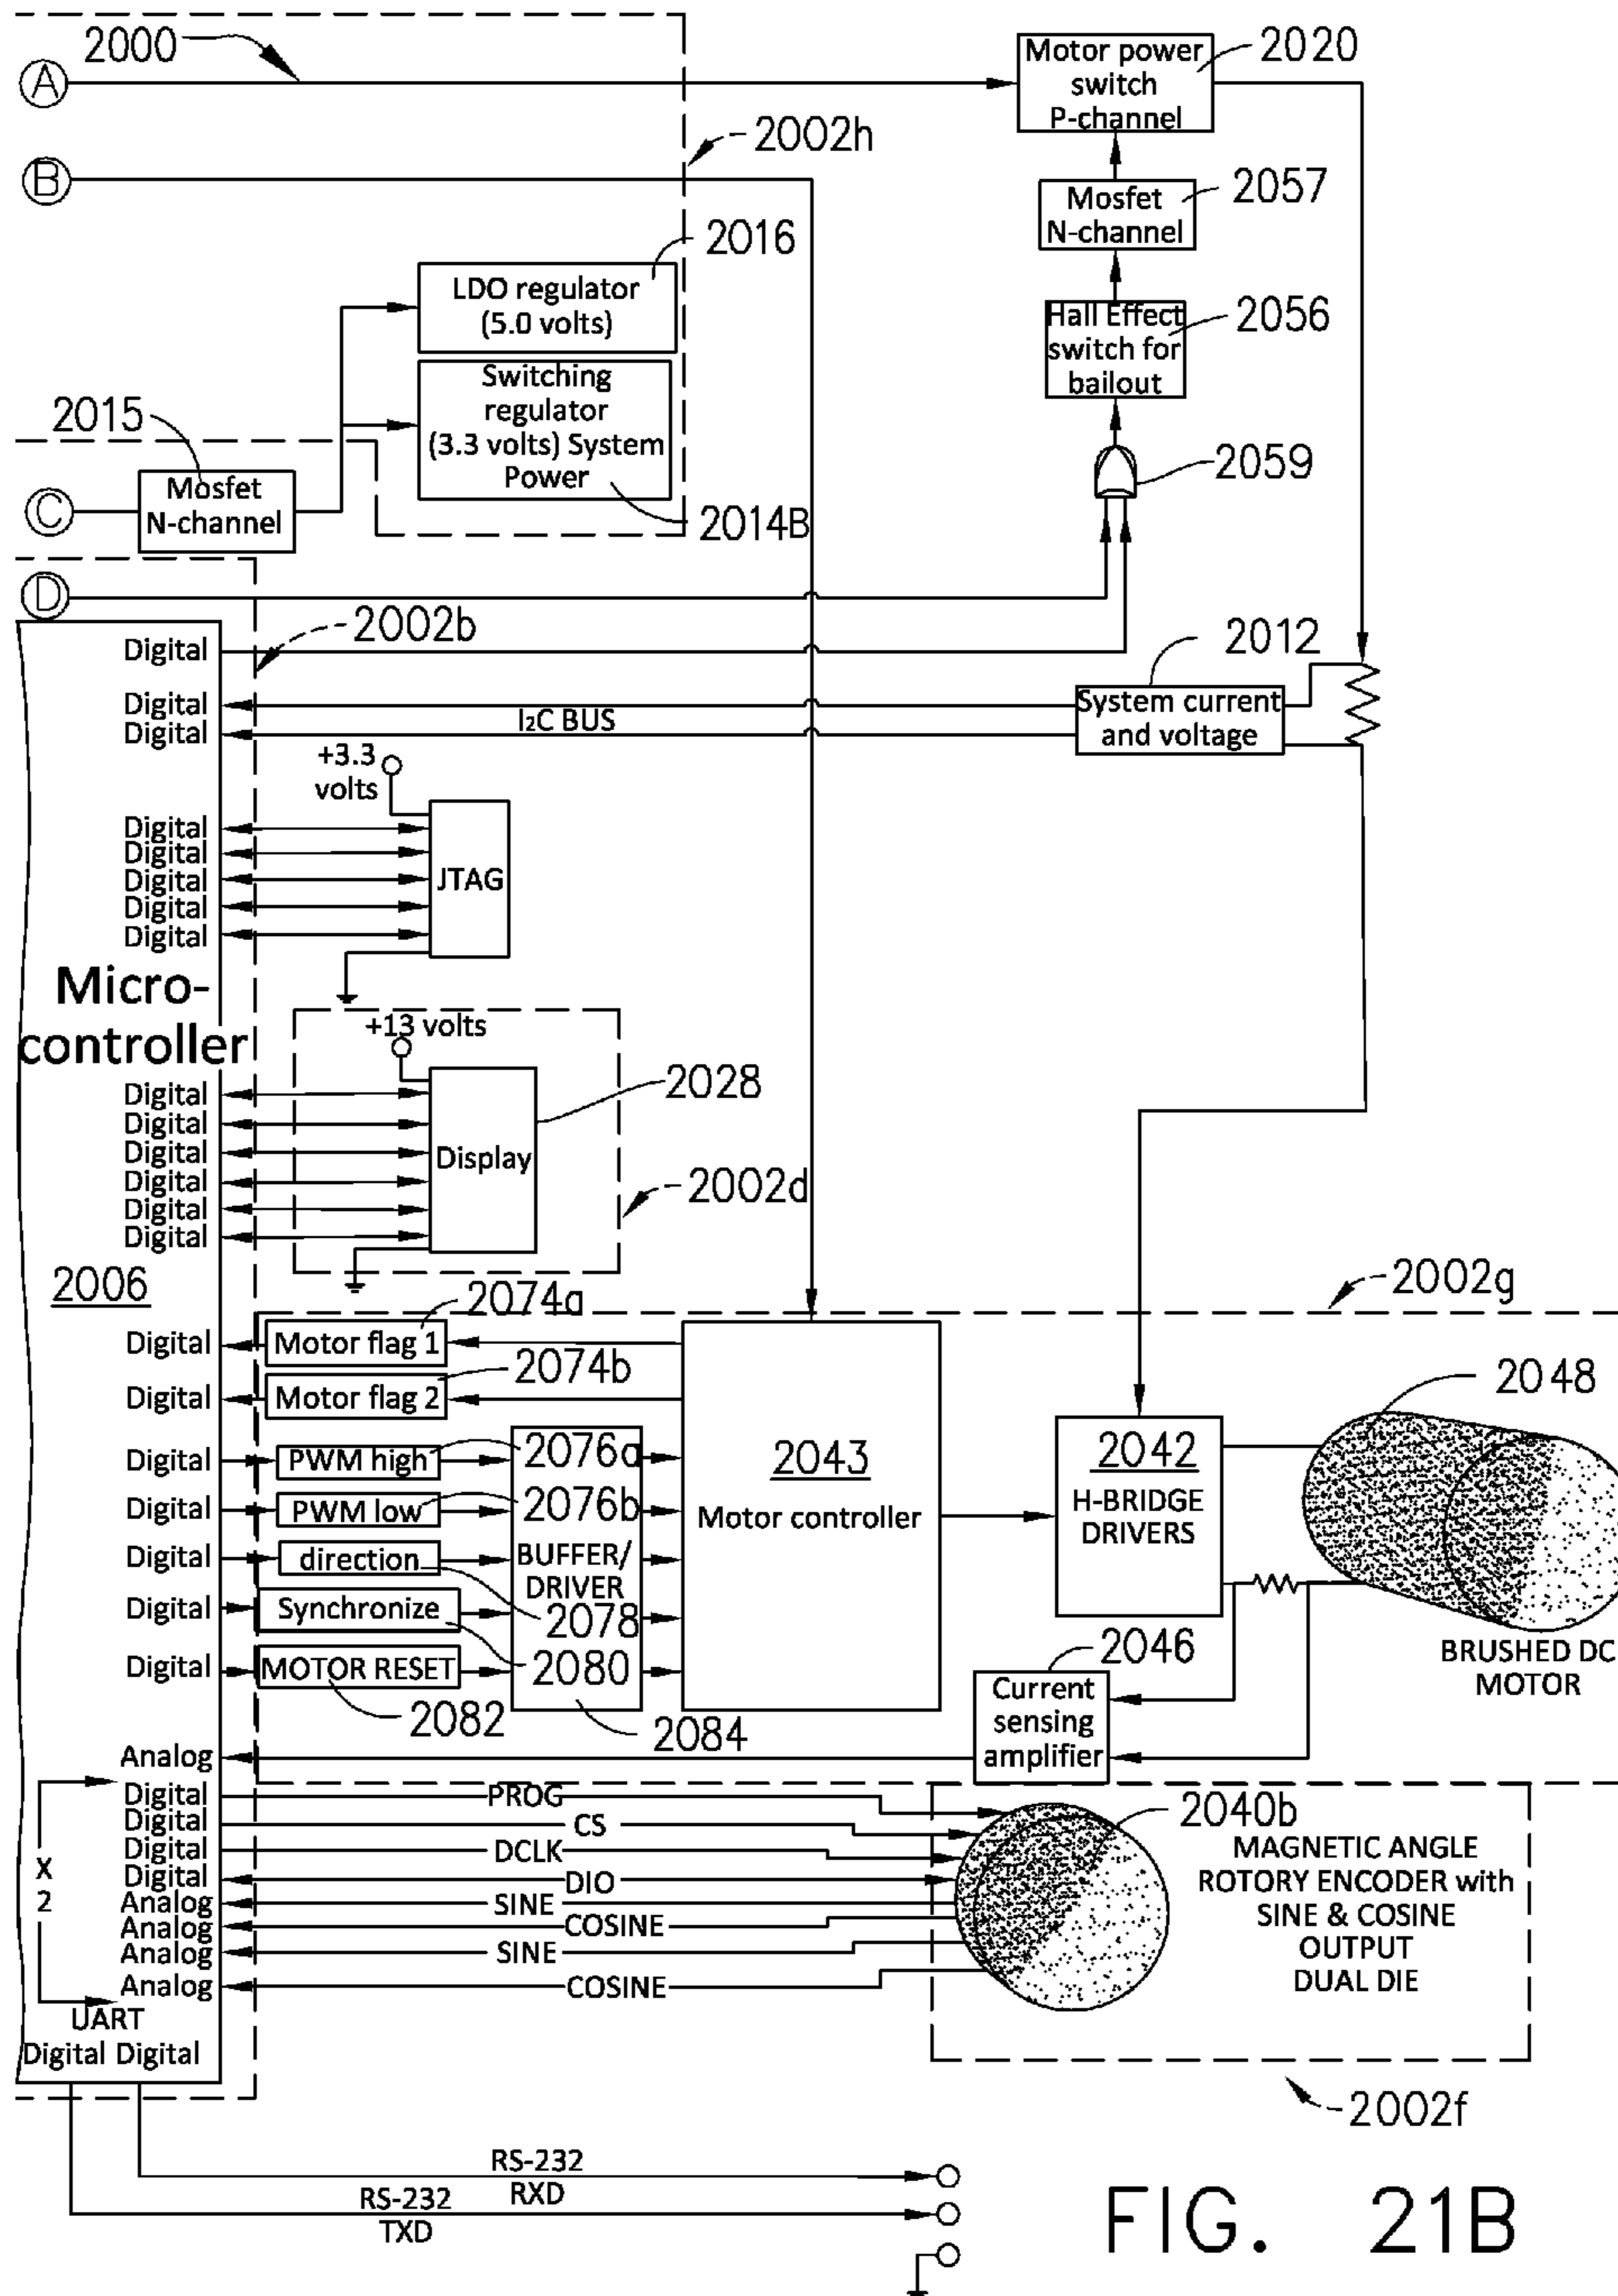 2000
A
Motor power
switch
P-channel
2020
2002h
B
Mosfet
N-channel
2057
2016
LDO regulator
(5.0 volts)
Hall Effect
switch for
bailout
2056
Switching
regulator
(3.3 volts) System
Power
2015
Mosfet
N-channel
C
2014B
2059
D
2002b
Digital
2012
System current
and voltage
Digital
Digital
I2C BUS
+3.3
volts
Digital
Digital
Digital
Digital
Digital
JTAG
Micro-
controller
+13 volts
2028
Digital
Digital
Digital
Digital
Digital
Digital
Display
2002d
2006
2002g
2074a
Digital
Motor flag 1
2074b
Digital
Motor flag 2
2048
Digital
PWM high
2076a
Digital
PWM low
2076b
Digital
direction
BUFFER/
DRIVER
2078
Digital
Synchronize
2080
Digital
MOTOR RESET
2082
2084
2043
Motor controller
2042
H-BRIDGE
DRIVERS
BRUSHED DC
MOTOR
2046
Current
sensing
amplifier
Analog
Digital
PROG
Digital
CS
Digital
DCLK
Digital
DIO
Analog
SINE
Analog
COSINE
Analog
SINE
Analog
COSINE
X
2
2040b
MAGNETIC ANGLE
ROTORY ENCODER with
SINE & COSINE
OUTPUT
DUAL DIE
UART
Digital Digital
2002f
RS-232
RXD
RS-232
TXD
FIG. 21B